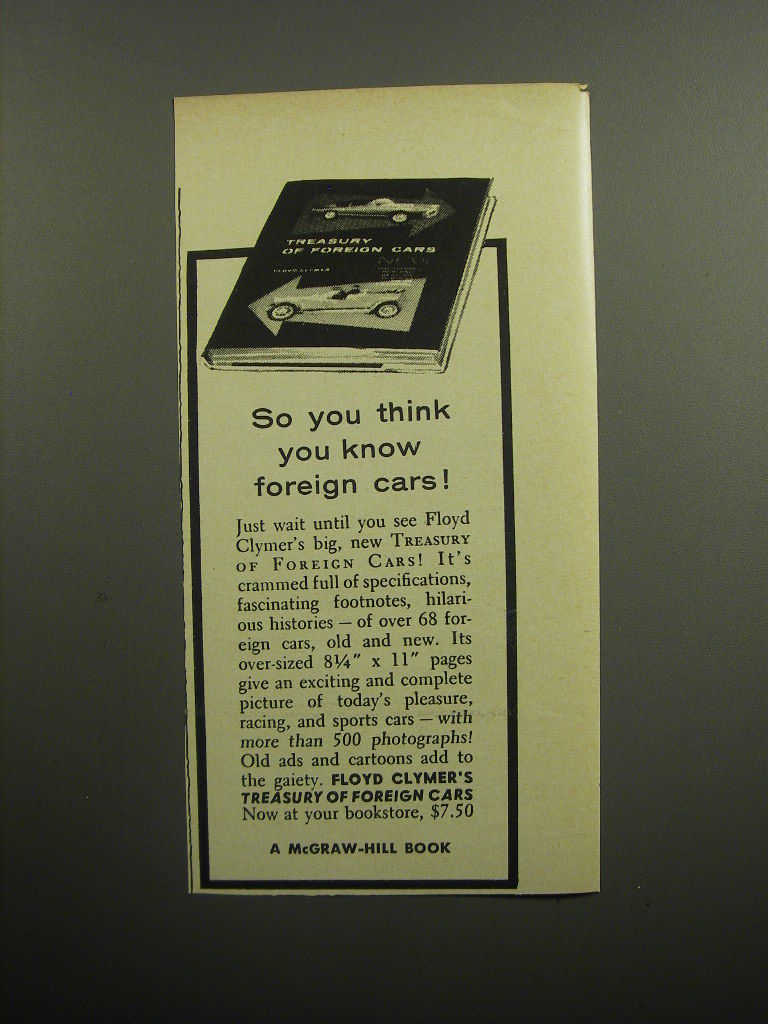 TREASURY
OF FOREIGN CARS
FLOYD CLYMER
So you think
you know
foreign cars!
Just wait until you see Floyd
Clymer's big, new TREASURY
OF FOREIGN CARS! It's
crammed full of specifications,
fascinating footnotes, hilari-
ous histories — of over 68 for-
eign cars, old and new. Its
over-sized 8¼" x 11" pages
give an exciting and complete
picture of today's pleasure,
racing, and sports cars — with
more than 500 photographs!
Old ads and cartoons add to
the gaiety. FLOYD CLYMER'S
TREASURY OF FOREIGN CARS
Now at your bookstore, $7.50
A McGRAW-HILL BOOK